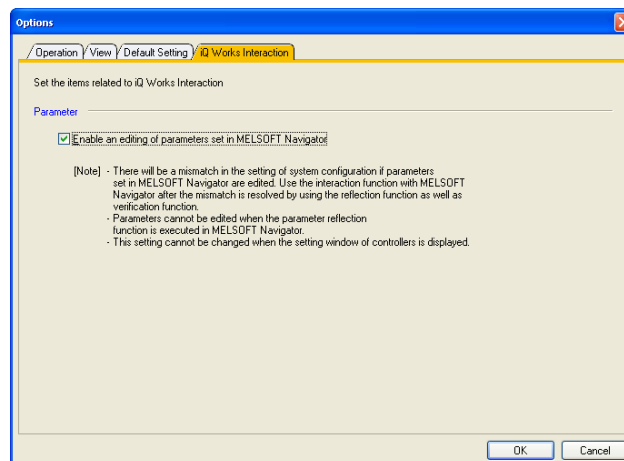 Options
Operation View Default Setting iQ Works Interaction
Set the items related to iQ Works Interaction
Parameter
Enable an editing of parameters set in MELSOFT Navigator
[Note] - There will be a mismatch in the setting of system configuration if parameters
set in MELSOFT Navigator are edited. Use the interaction function with MELSOFT
Navigator after the mismatch is resolved by using the reflection function as well as
verification function.
- Parameters cannot be edited when the parameter reflection
function is executed in MELSOFT Navigator.
- This setting cannot be changed when the setting window of controllers is displayed.
OK Cancel